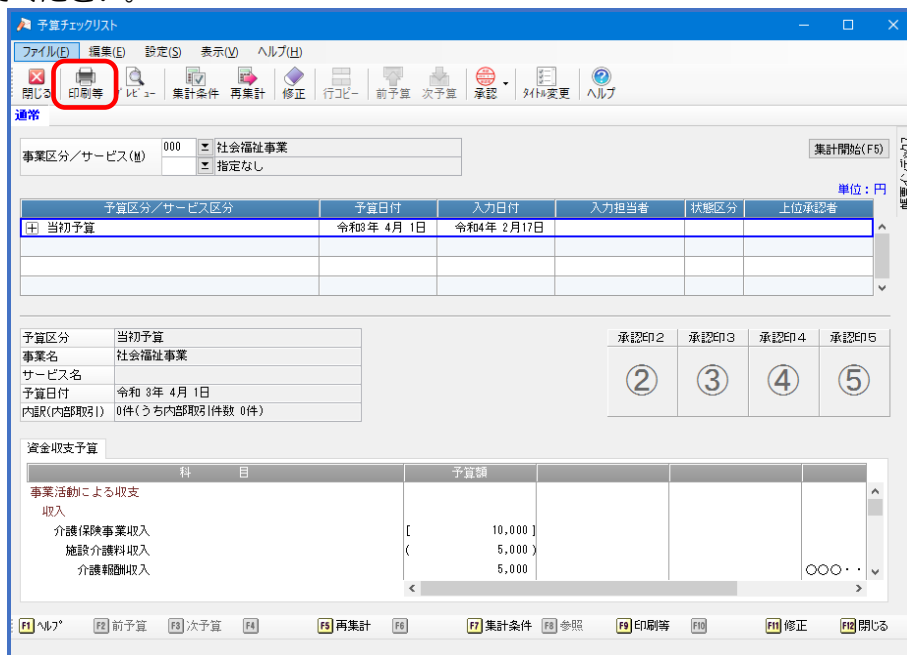 ください。
予算チェックリスト
ファイル(F) 編集(E) 設定(S) 表示(V) ヘルプ(H)
閉じる 印刷等 ﾌﾟﾚﾋﾞｭｰ 集計条件 再集計 修正 行コピー 前予算 次予算 承認 ﾀｲﾄﾙ変更 ヘルプ
通常
事業区分／サービス(M) 000 社会福祉事業
指定なし
集計開始(F5)
単位：円
予算区分／サービス区分 予算日付 入力日付 入力担当者 状態区分 上位承認者
当初予算 令和3年 4月 1日 令和4年 2月17日
予算区分 当初予算
事業名 社会福祉事業
サービス名
予算日付 令和 3年 4月 1日
内訳(内部取引) 0件(うち内部取引件数 0件)
承認印2 承認印3 承認印4 承認印5
② ③ ④ ⑤
資金収支予算
科 目 予算額
事業活動による収支
収入
介護保険事業収入 [ 10,000 ]
施設介護料収入 ( 5,000 )
介護報酬収入 5,000 〇〇〇・・
F1 ﾍﾙﾌﾟ F2 前予算 F3 次予算 F4 F5 再集計 F6 F7 集計条件 F8 参照 F9 印刷等 F10 F11 修正 F12 閉じる